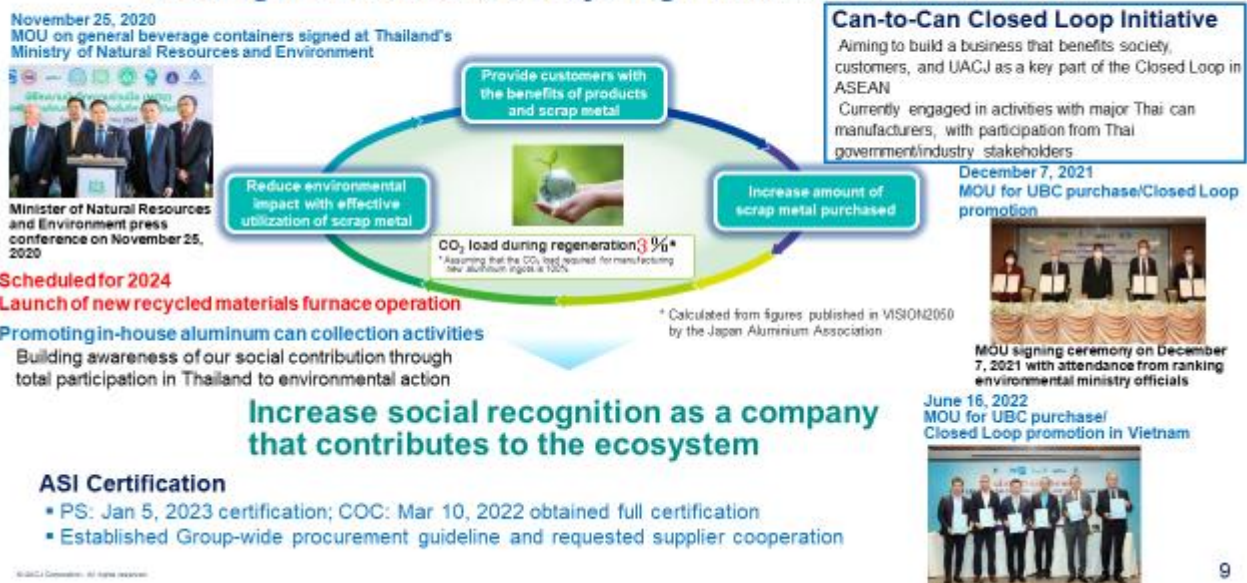 November 25, 2020
MOU on general beverage containers signed at Thailand's
Ministry of Natural Resources and Environment
Minister of Natural Resources
and Environment press
conference on November 25,
2020
Scheduled for 2024
Launch of new recycled materials furnace operation
Promoting in-house aluminum can collection activities
Building awareness of our social contribution through
total participation in Thailand to environmental action
Provide customers with
the benefits of products
and scrap metal
Reduce environmental
impact with effective
utilization of scrap metal
Increase amount of
scrap metal purchased
CO₂ load during regeneration 3%*
* Assuming that the CO₂ load required for manufacturing
new aluminum ingots is 100%
* Calculated from figures published in VISION2050
by the Japan Aluminium Association
Can-to-Can Closed Loop Initiative
Aiming to build a business that benefits society,
customers, and UACJ as a key part of the Closed Loop in
ASEAN
Currently engaged in activities with major Thai can
manufacturers, with participation from Thai
government/industry stakeholders
December 7, 2021
MOU for UBC purchase/Closed Loop
promotion
MOU signing ceremony on December
7, 2021 with attendance from ranking
environmental ministry officials
June 16, 2022
MOU for UBC purchase/
Closed Loop promotion in Vietnam
Increase social recognition as a company
that contributes to the ecosystem
ASI Certification
▪ PS: Jan 5, 2023 certification; COC: Mar 10, 2022 obtained full certification
▪ Established Group-wide procurement guideline and requested supplier cooperation
© UACJ Corporation. All rights reserved.
9